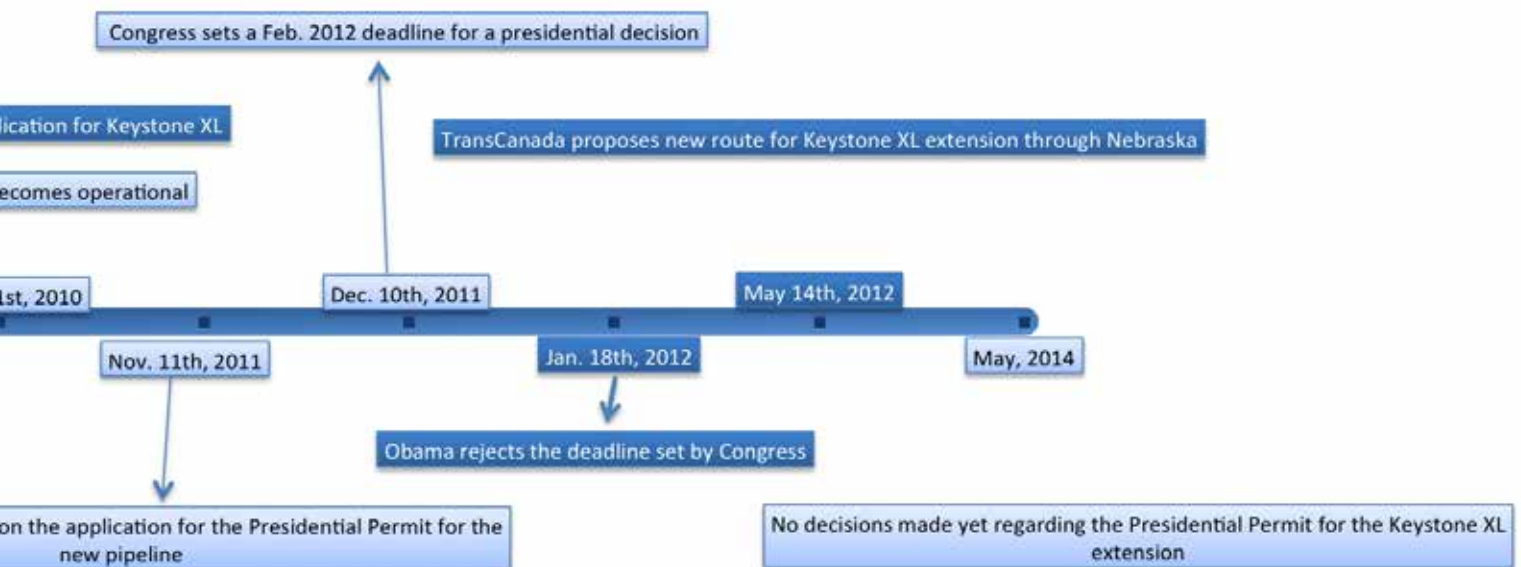 Congress sets a Feb. 2012 deadline for a presidential decision
lication for Keystone XL
TransCanada proposes new route for Keystone XL extension through Nebraska
ecomes operational
1st, 2010
Dec. 10th, 2011
May 14th, 2012
Nov. 11th, 2011
Jan. 18th, 2012
May, 2014
Obama rejects the deadline set by Congress
on the application for the Presidential Permit for the
new pipeline
No decisions made yet regarding the Presidential Permit for the Keystone XL
extension